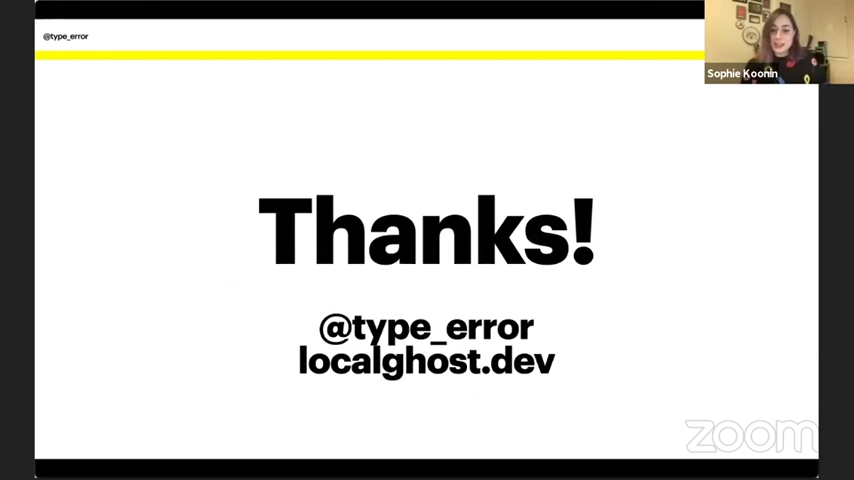 @type_error
Sophie Koonin
Thanks!
@type_error
localghost.dev
zoom